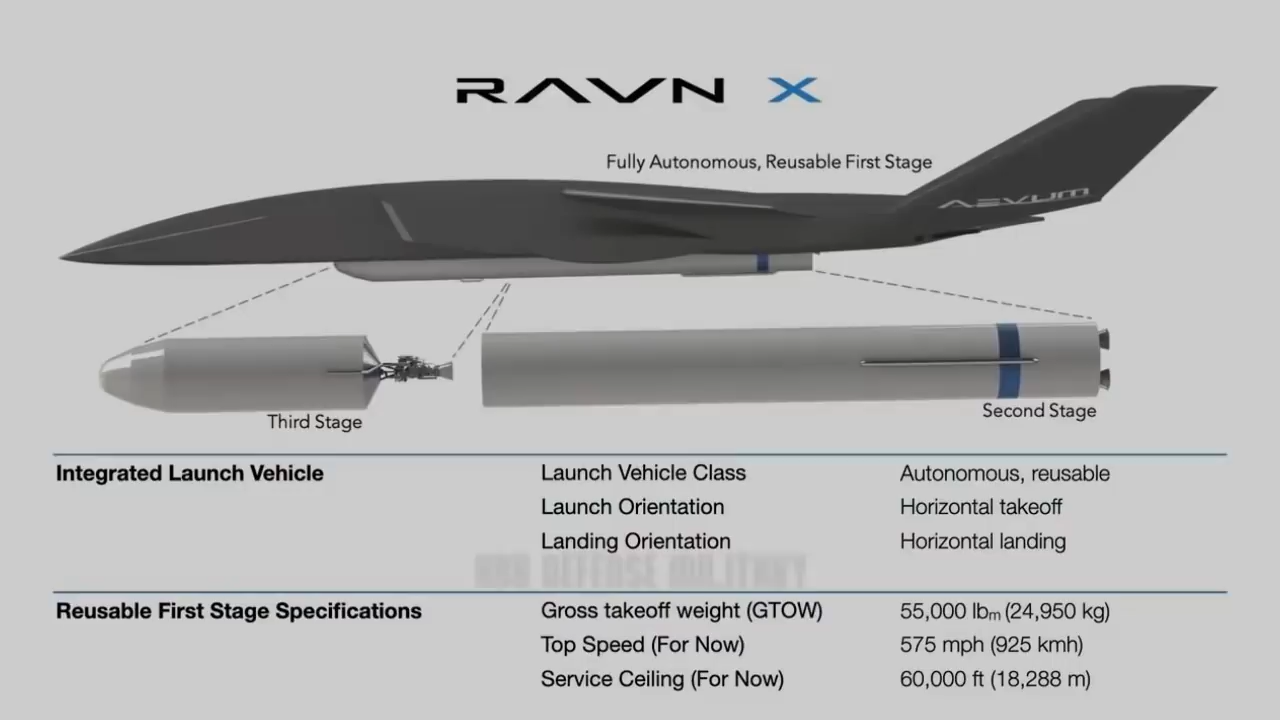 RAVN X
Fully Autonomous, Reusable First Stage
AEVUM
Third Stage
Second Stage
Integrated Launch Vehicle
Launch Vehicle Class
Autonomous, reusable
Launch Orientation
Horizontal takeoff
Landing Orientation
Horizontal landing
DEFENSE MILITARY
Reusable First Stage Specifications
Gross takeoff weight (GTOW)
55,000 lbm (24,950 kg)
Top Speed (For Now)
575 mph (925 kmh)
Service Ceiling (For Now)
60,000 ft (18,288 m)